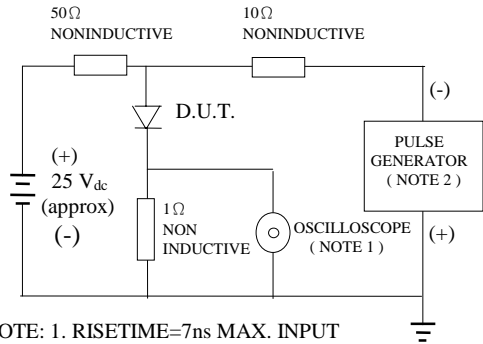 50Ω
NONINDUCTIVE
10Ω
NONINDUCTIVE
D.U.T.
(-)
PULSE
GENERATOR
( NOTE 2 )
(+)
25 Vdc
(approx)
(-)
1Ω
NON
INDUCTIVE
OSCILLOSCOPE
( NOTE 1 )
(+)
OTE: 1. RISETIME=7ns MAX. INPUT